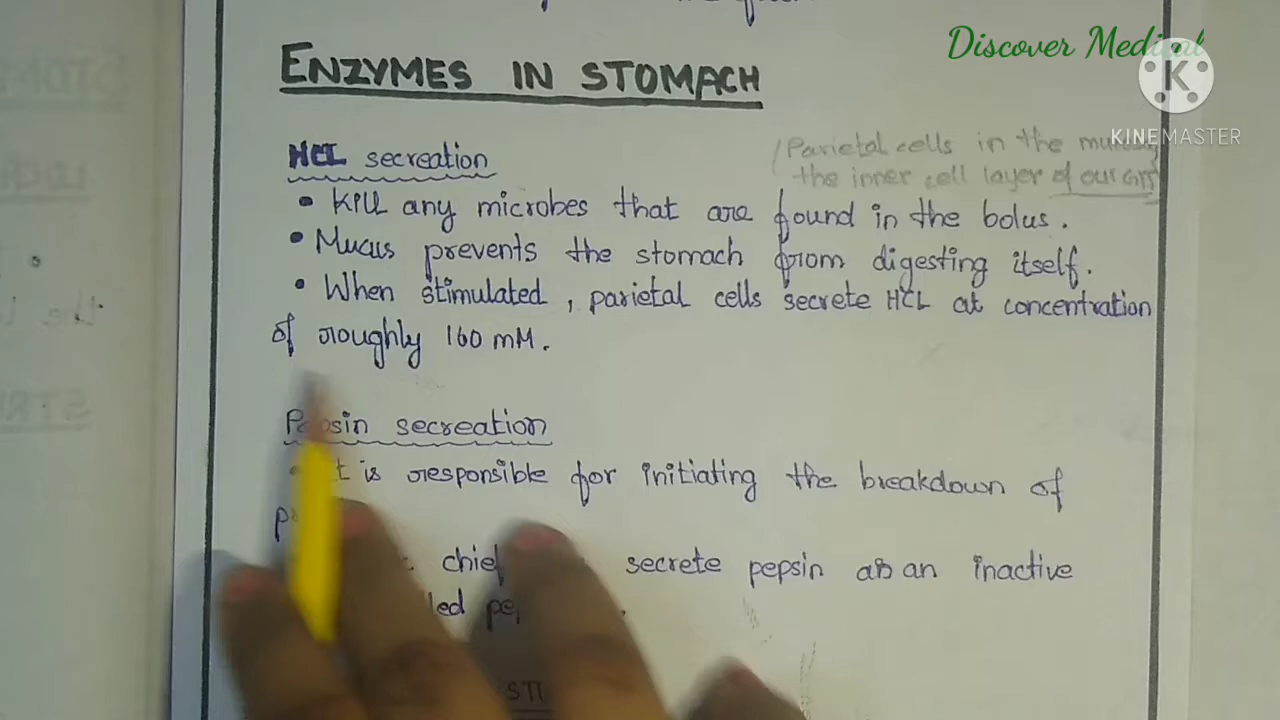 Discover Medical
K
KINEMASTER
ENZYMES IN STOMACH
HCL secreation
(Parietal cells in the
the inner cell layer of our GIT
• Kill any microbes that are found in the bolus.
• Mucus prevents the stomach from digesting itself.
• When stimulated, parietal cells secrete HCL at concentration
of roughly 160 mM.
Pepsin secreation
It is responsible for initiating the breakdown of
chief secrete pepsin as an inactive